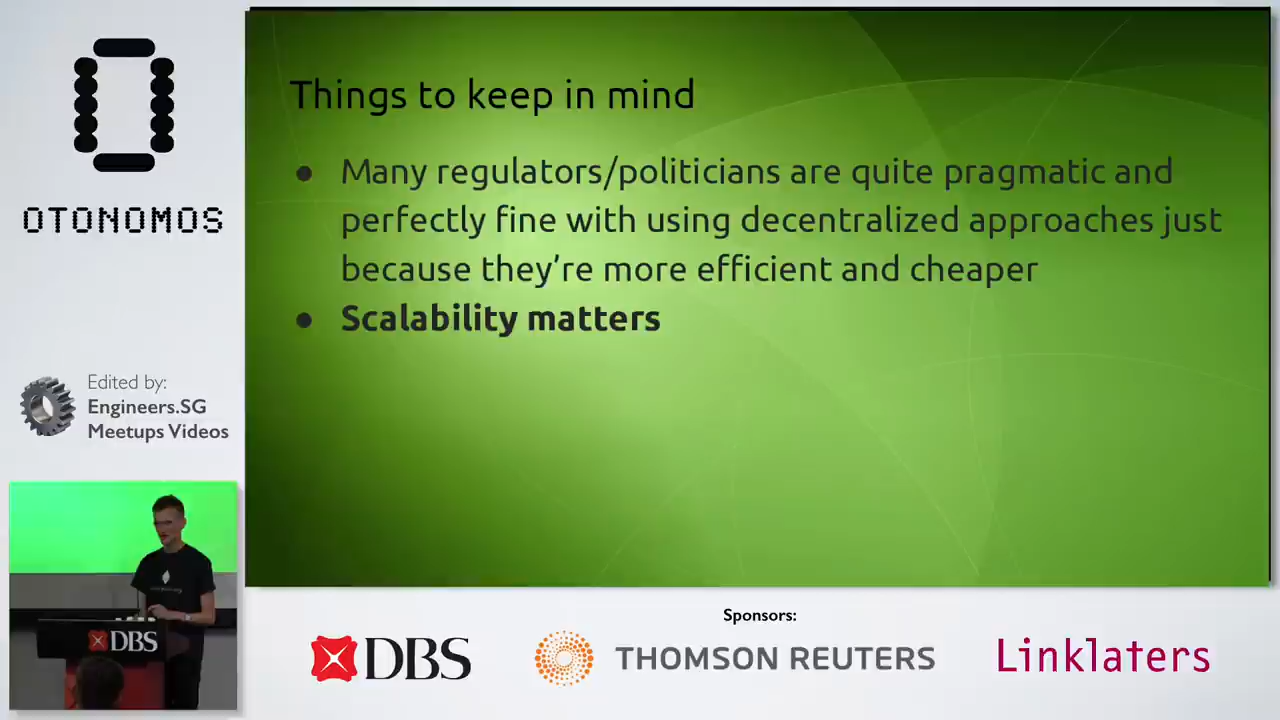 OTONOMOS
Edited by:
Engineers.SG
Meetups Videos
Things to keep in mind
● Many regulators/politicians are quite pragmatic and
perfectly fine with using decentralized approaches just
because they're more efficient and cheaper
● Scalability matters
DBS
Sponsors:
DBS
THOMSON REUTERS
Linklaters